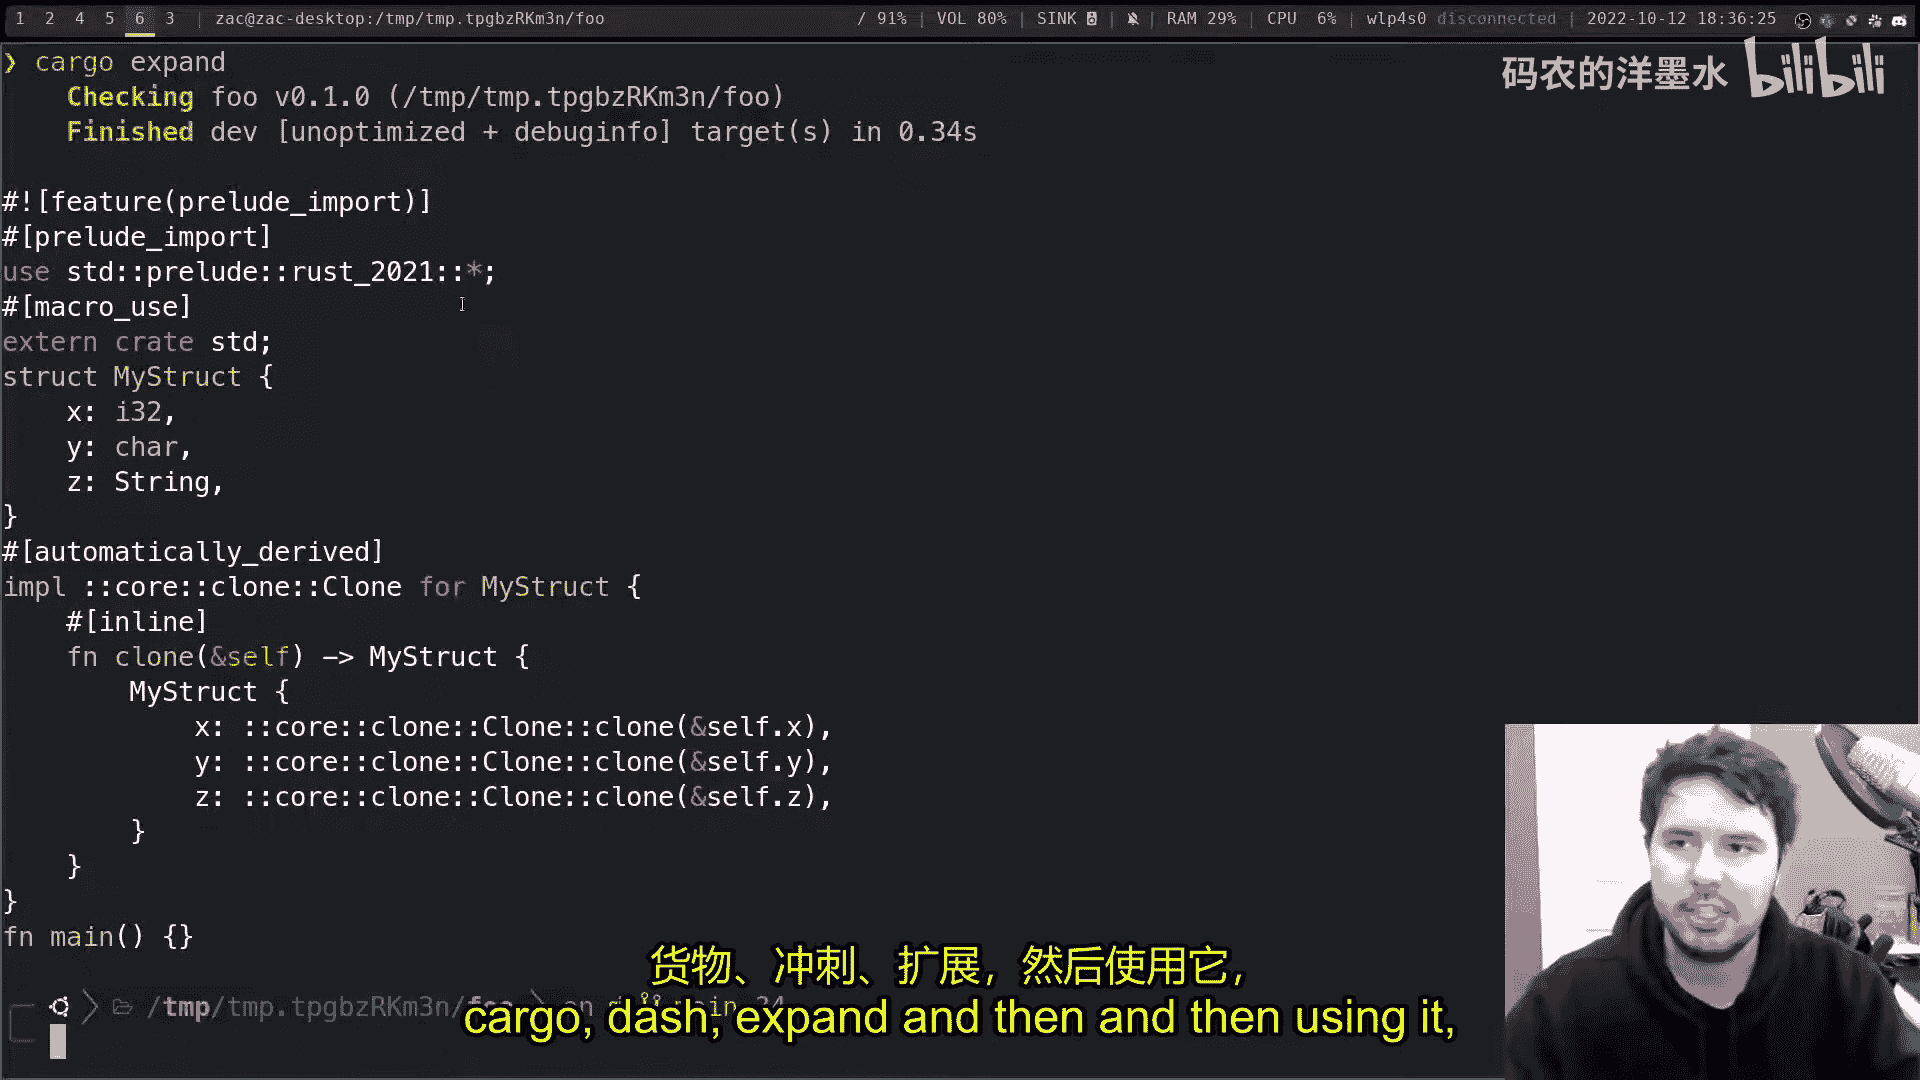 1 2 4 5 6 3 | zac@zac-desktop:/tmp/tmp.tpgbzRKm3n/foo / 91% | VOL 80% | SINK | | RAM 29% | CPU 6% | wlp4s0 disconnected | 2022-10-12 18:36:25
码农的洋墨水 bilibili
❯ cargo expand
    Checking foo v0.1.0 (/tmp/tmp.tpgbzRKm3n/foo)
    Finished dev [unoptimized + debuginfo] target(s) in 0.34s
#![feature(prelude_import)]
#[prelude_import]
use std::prelude::rust_2021::*;
#[macro_use]
extern crate std;
struct MyStruct {
    x: i32,
    y: char,
    z: String,
}
#[automatically_derived]
impl ::core::clone::Clone for MyStruct {
    #[inline]
    fn clone(&self) -> MyStruct {
        MyStruct {
            x: ::core::clone::Clone::clone(&self.x),
            y: ::core::clone::Clone::clone(&self.y),
            z: ::core::clone::Clone::clone(&self.z),
        }
    }
}
fn main() {}
货物、冲刺、扩展，然后使用它，
/tmp/tmp.tpgbzRKm3n/foo on main
cargo, dash, expand and then and then using it,